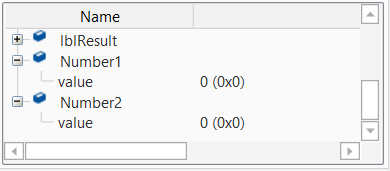 Name
lblResult
Number1
value 0 (0x0)
Number2
value 0 (0x0)